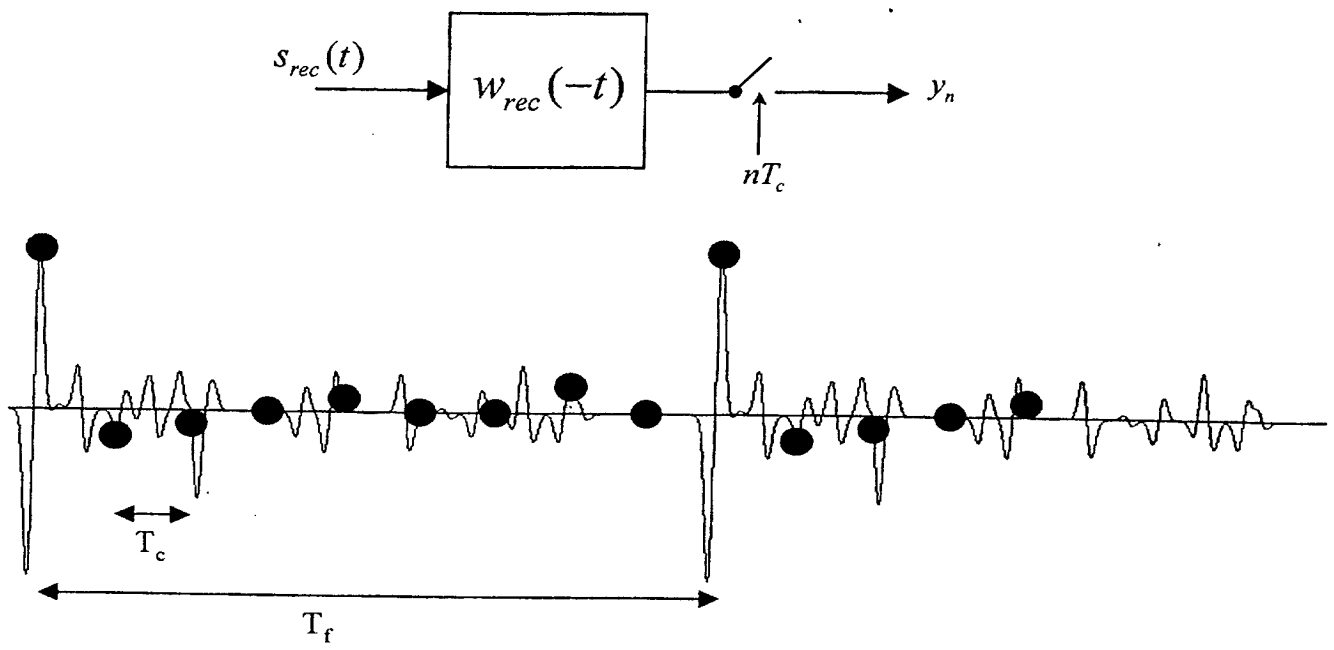 s_rec(t)
w_rec(−t)
y_n
nT_c
T_c
T_f